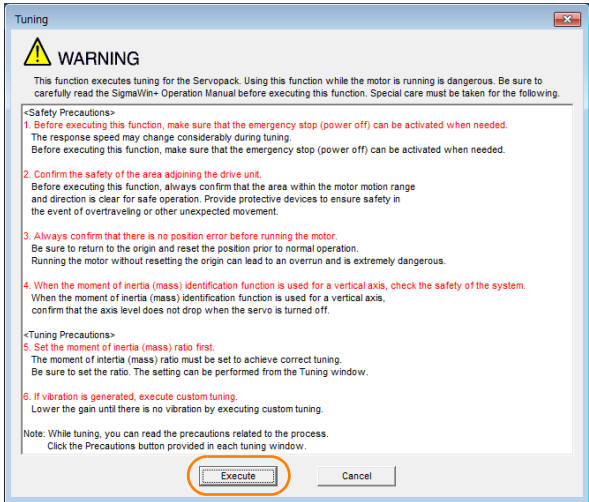 Tuning
WARNING
This function executes tuning for the Servopack. Using this function while the motor is running is dangerous. Be sure to
carefully read the SigmaWin+ Operation Manual before executing this function. Special care must be taken for the following.
<Safety Precautions>
1. Before executing this function, make sure that the emergency stop (power off) can be activated when needed.
The response speed may change considerably during tuning.
Before executing this function, make sure that the emergency stop (power off) can be activated when needed.
2. Confirm the safety of the area adjoining the drive unit.
Before executing this function, always confirm that the area within the motor motion range
and direction is clear for safe operation. Provide protective devices to ensure safety in
the event of overtraveling or other unexpected movement.
3. Always confirm that there is no position error before running the motor.
Be sure to return to the origin and reset the position prior to normal operation.
Running the motor without resetting the origin can lead to an overrun and is extremely dangerous.
4. When the moment of inertia (mass) identification function is used for a vertical axis, check the safety of the system.
When the moment of inertia (mass) identification function is used for a vertical axis,
confirm that the axis level does not drop when the servo is turned off.
<Tuning Precautions>
5. Set the moment of inertia (mass) ratio first.
The moment of intertia (mass) ratio must be set to achieve correct tuning.
Be sure to set the ratio. The setting can be performed from the Tuning window.
6. If vibration is generated, execute custom tuning.
Lower the gain until there is no vibration by executing custom tuning.
Note: While tuning, you can read the precautions related to the process.
Click the Precautions button provided in each tuning window.
Execute Cancel